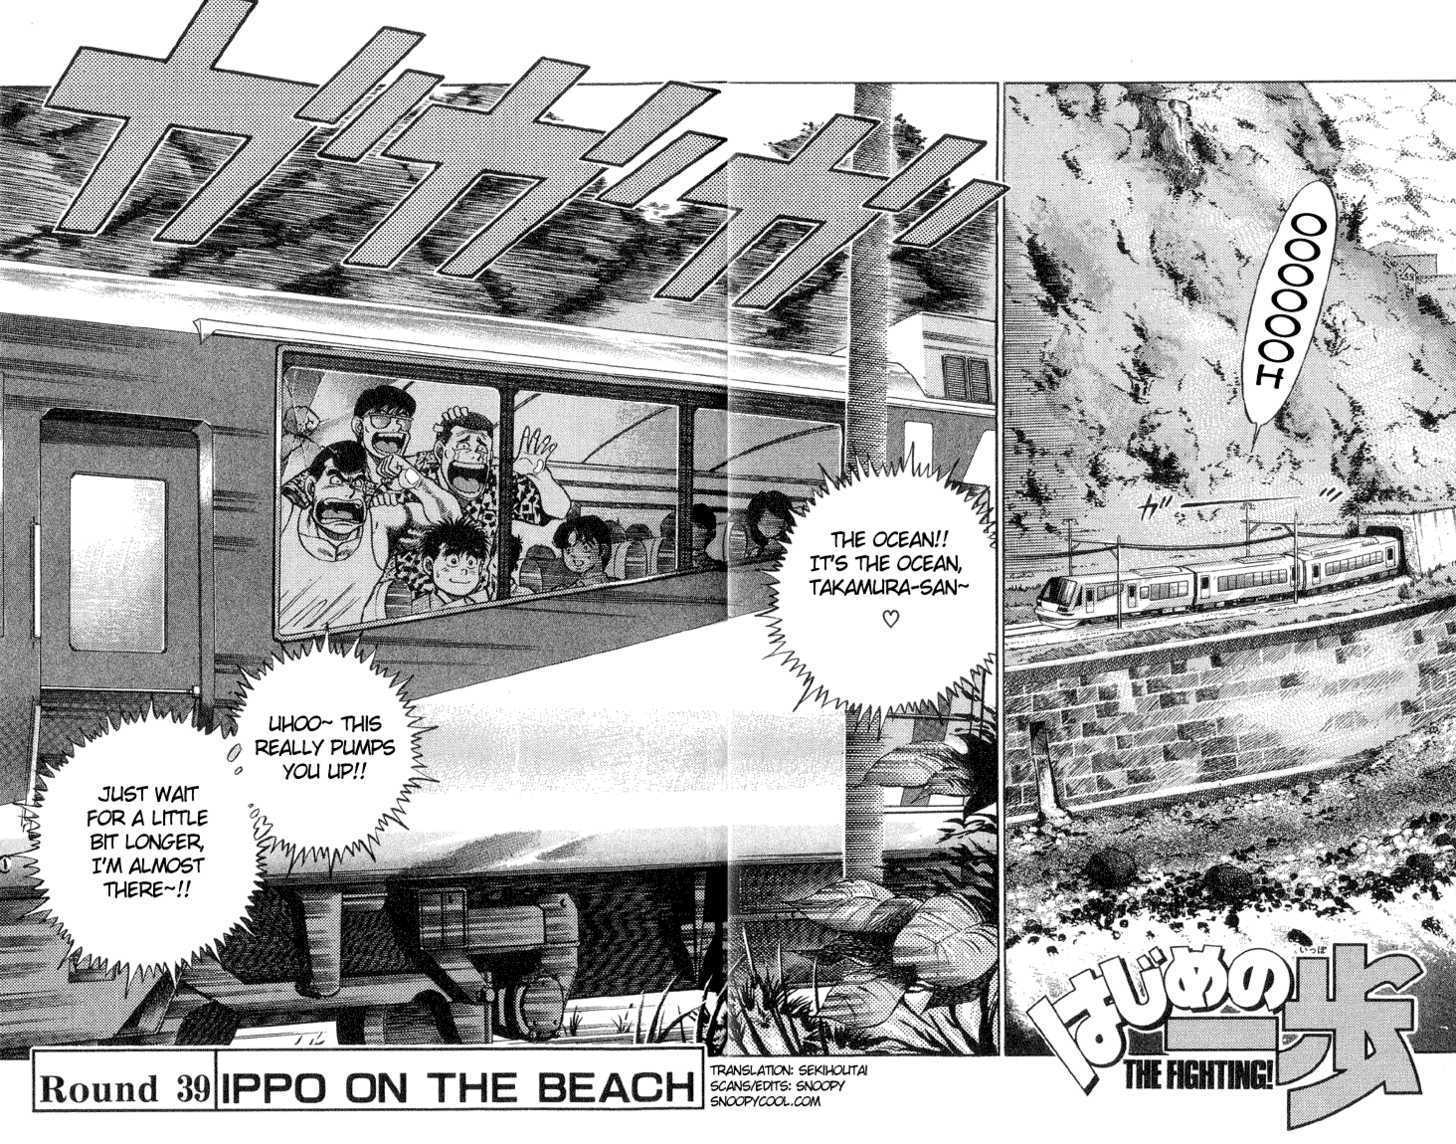 OOOOOOOH
ガーッ
ガガガ
THE OCEAN!!
IT'S THE OCEAN,
TAKAMURA-SAN~
♡
UHOO~ THIS
REALLY PUMPS
YOU UP!!
JUST WAIT
FOR A LITTLE
BIT LONGER,
I'M ALMOST
THERE~!!
はじめの一歩
いっぽ
THE FIGHTING!
Round 39
IPPO ON THE BEACH
TRANSLATION: SEKIHOUTAI
SCANS/EDITS: SNOOPY
SNOOPYCOOL.COM